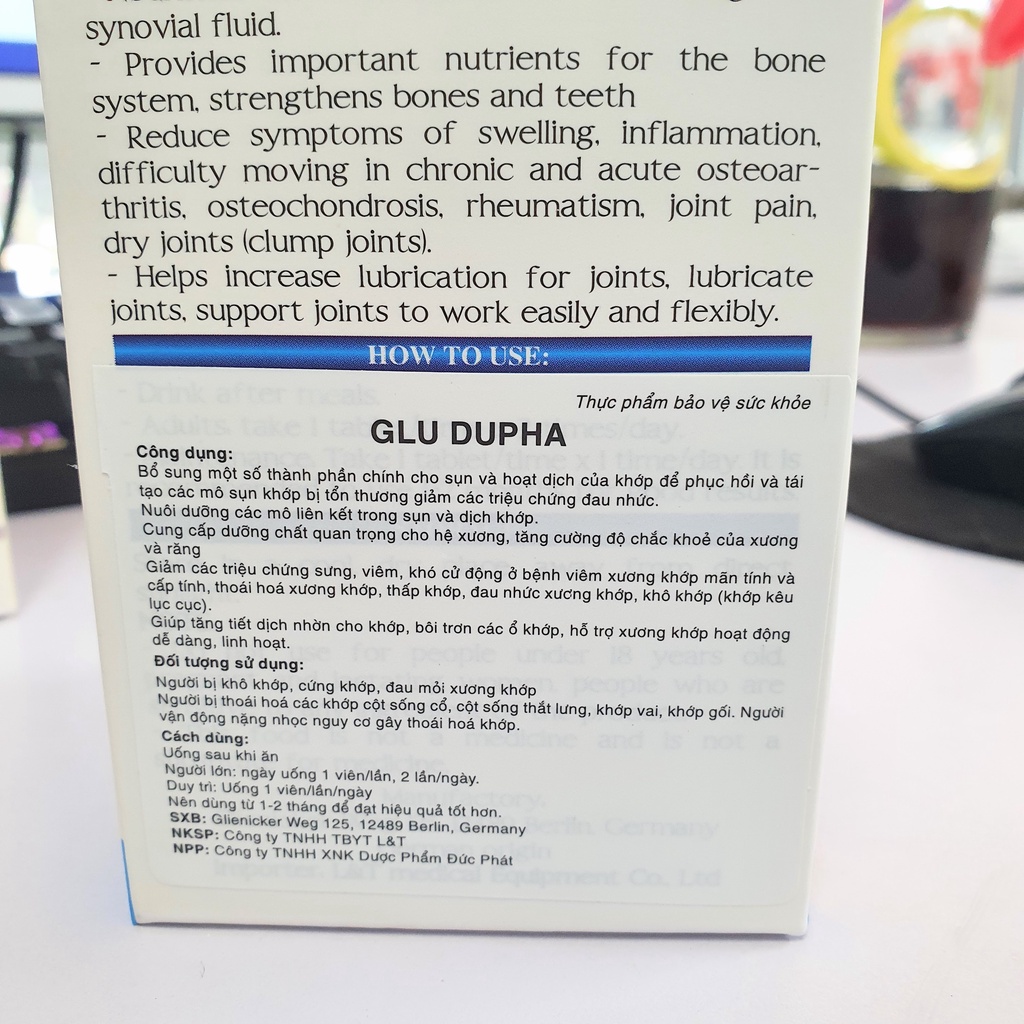 synovial fluid.
- Provides important nutrients for the bone
system, strengthens bones and teeth
- Reduce symptoms of swelling, inflammation,
difficulty moving in chronic and acute osteoar-
thritis, osteochondrosis, rheumatism, joint pain,
dry joints (clump joints).
- Helps increase lubrication for joints, lubricate
joints, support joints to work easily and flexibly.
HOW TO USE:
Thực phẩm bảo vệ sức khỏe
GLU DUPHA
Công dụng:
Bổ sung một số thành phần chính cho sụn và hoạt dịch của khớp để phục hồi và tái
tạo các mô sụn khớp bị tổn thương giảm các triệu chứng đau nhức.
Nuôi dưỡng các mô liên kết trong sụn và dịch khớp.
Cung cấp dưỡng chất quan trọng cho hệ xương, tăng cường độ chắc khoẻ của xương
và răng
Giảm các triệu chứng sưng, viêm, khó cử động ở bệnh viêm xương khớp mãn tính và
cấp tính, thoái hoá xương khớp, thấp khớp, đau nhức xương khớp, khô khớp (khớp kêu
lục cục).
Giúp tăng tiết dịch nhờn cho khớp, bôi trơn các ổ khớp, hỗ trợ xương khớp hoạt động
dễ dàng, linh hoạt.
Đối tượng sử dụng:
Người bị khô khớp, cứng khớp, đau mỏi xương khớp
Người bị thoái hoá các khớp cột sống cổ, cột sống thắt lưng, khớp vai, khớp gối. Người
vận động nặng nhọc nguy cơ gây thoái hoá khớp.
Cách dùng:
Uống sau khi ăn
Người lớn: ngày uống 1 viên/lần, 2 lần/ngày.
Duy trì: Uống 1 viên/lần/ngày
Nên dùng từ 1-2 tháng để đạt hiệu quả tốt hơn.
SXB: Glienicker Weg 125, 12489 Berlin, Germany
NKSP: Công ty TNHH TBYT L&T
NPP: Công ty TNHH XNK Dược Phẩm Đức Phát